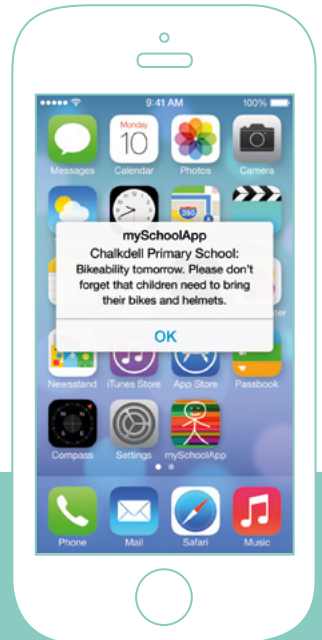 9:41 AM
100%
Monday
10
Messages
Calendar
Photos
Camera
280
mySchoolApp
Chalkdell Primary School:
Bikeability tomorrow. Please don't
forget that children need to bring
their bikes and helmets.
OK
Newsstand
iTunes Store
App Store
Passbook
Compass
Settings
mySchoolApp
Phone
Mail
Safari
Music